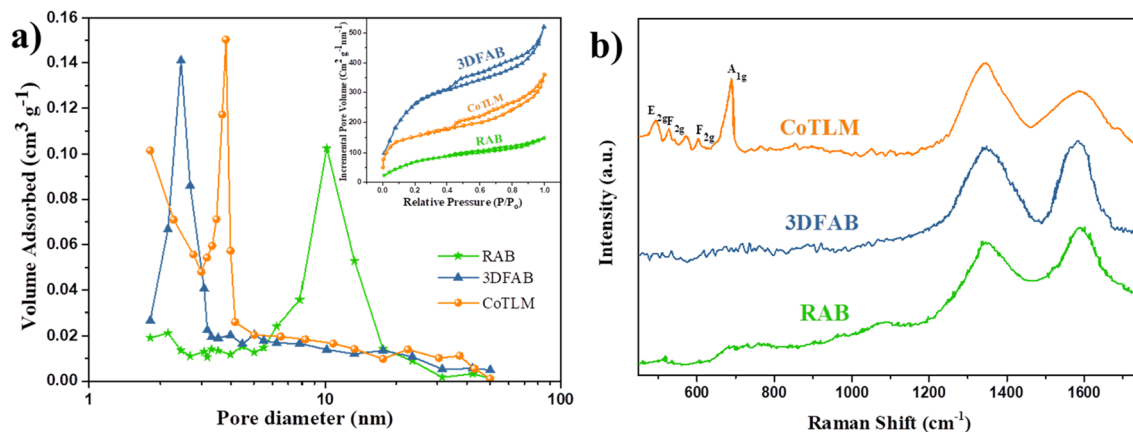 a)
Volume Adsorbed (cm³ g⁻¹)
0.16
0.14
0.12
0.10
0.08
0.06
0.04
0.02
0.00
1
10
100
Pore diameter (nm)
RAB
3DFAB
CoTLM
Incremental Pore Volume (Cm² g⁻¹nm⁻¹)
500
400
300
200
100
0
0.0
0.2
0.4
0.6
0.8
1.0
Relative Pressure (P/Pₒ)
3DFAB
CoTLM
RAB
b)
Intensity (a.u.)
E₂g
F₂g
F₂g
A₁g
CoTLM
3DFAB
RAB
600
800
1000
1200
1400
1600
Raman Shift (cm⁻¹)